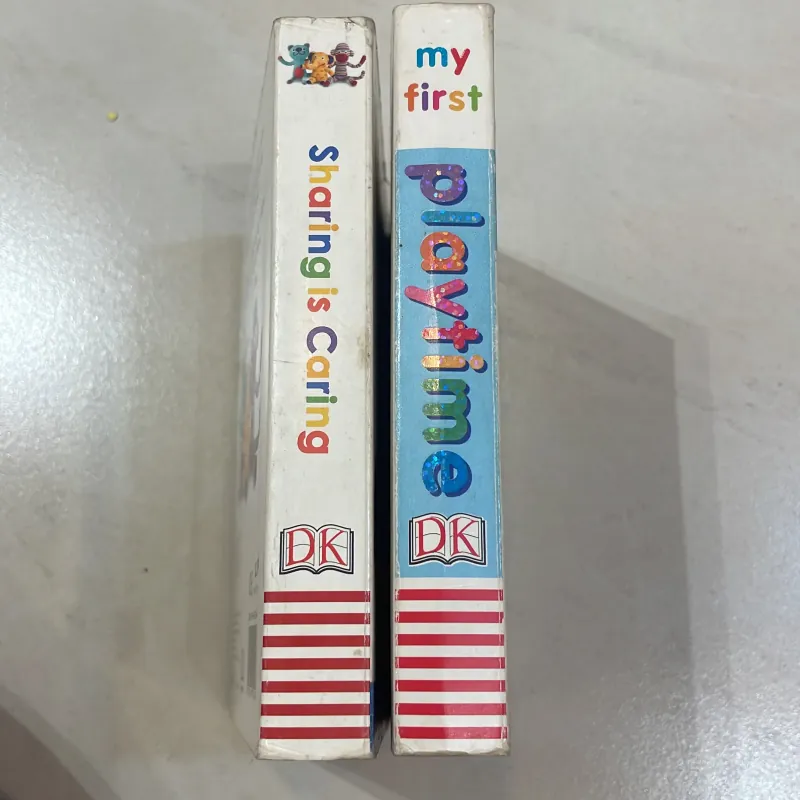 Sharing is Caring
DK
my
first
playtime
DK